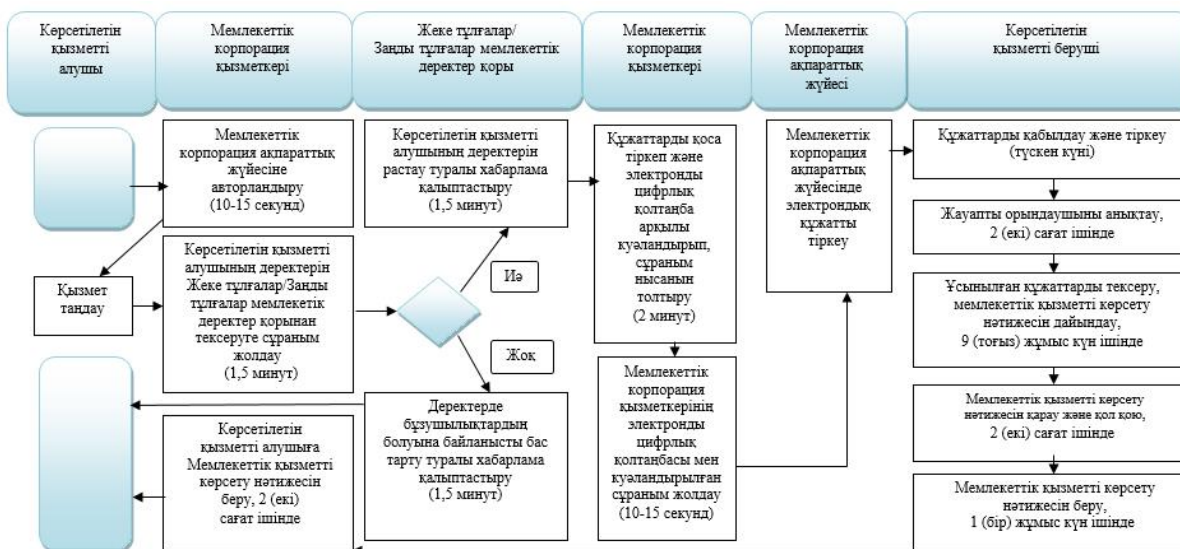 Көрсетілетін
қызметті
алушы
Мемлекеттік
корпорация
қызметкері
Жеке тұлғалар/
Заңды тұлғалар мемлекеттік
деректер қоры
Мемлекеттік
корпорация
қызметкері
Мемлекеттік
корпорация
ақпараттық
жүйесі
Көрсетілетін
қызметті беруші
Мемлекеттік
корпорация ақпараттық
жүйесіне
авторландыру
(10-15 секунд)
Көрсетілетін қызметті
алушының деректерін
растау туралы хабарлама
қалыптастыру
(1,5 минут)
Құжаттарды қоса
тіркеп және
электронды
цифрлық
қолтаңба
арқылы
куәландырып,
сұраным
нысанын
толтыру
(2 минут)
Мемлекеттік
корпорация
ақпараттық
жүйесінде
электрондық
құжатты
тіркеу
Құжаттарды қабылдау және тіркеу
(түскен күні)
Жауапты орындаушыны анықтау,
2 (екі) сағат ішінде
Қызмет
таңдау
Көрсетілетін қызметті
алушының деректерін
Жеке тұлғалар/Заңды
тұлғалар мемлекетік
деректер қорынан
тексеруге сұраным
жолдау
(1,5 минут)
Иә
Жоқ
Ұсынылған құжаттарды тексеру,
мемлекеттік қызметті көрсету
нәтижесін дайындау,
9 (тоғыз) жұмыс күн ішінде
Көрсетілетін
қызметті алушыға
Мемлекеттік қызметті
көрсету нәтижесін
беру, 2 (екі)
сағат ішінде
Деректерде
бұзушылықтардың
болуына байланысты бас
тарту туралы хабарлама
қалыптастыру
(1,5 минут)
Мемлекеттік
корпорация
қызметкерінің
электронды
цифрлық
қолтаңбасы мен
куәландырылған
сұраным жолдау
(10-15 секунд)
Мемлекеттік қызметті көрсету
нәтижесін қарау және қол қою,
2 (екі) сағат ішінде
Мемлекеттік қызметті көрсету
нәтижесін беру,
1 (бір) жұмыс күн ішінде